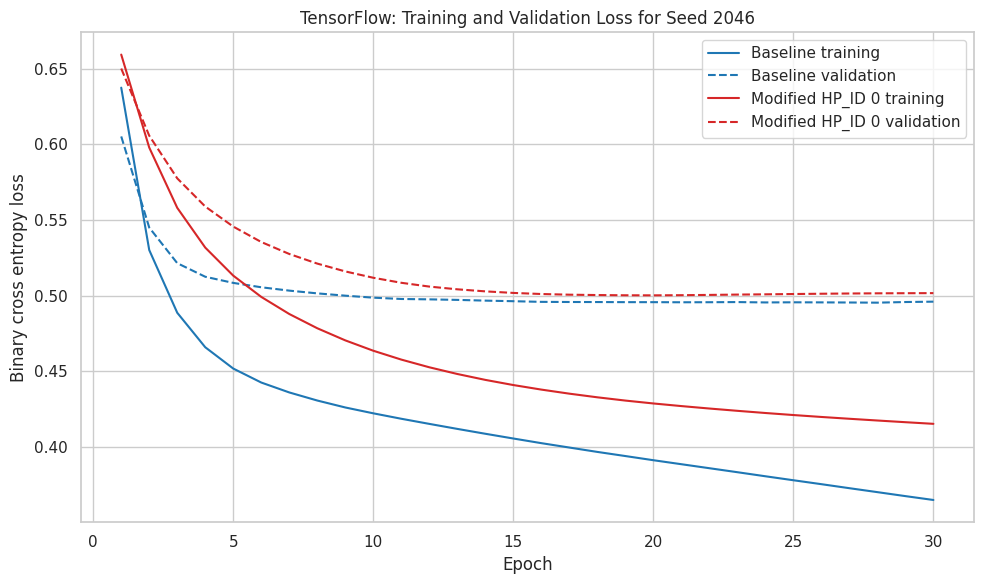 TensorFlow: Training and Validation Loss for Seed 2046
Baseline training
Baseline validation
Modified HP_ID 0 training
Modified HP_ID 0 validation
Binary cross entropy loss
0.65
0.60
0.55
0.50
0.45
0.40
0 5 10 15 20 25 30
Epoch